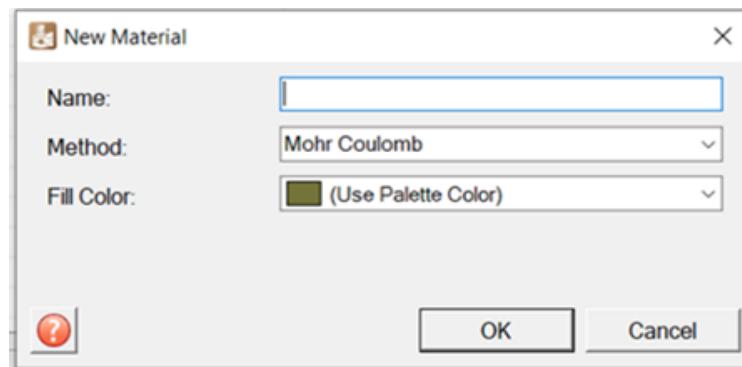 New Material
Name:
Method: Mohr Coulomb
Fill Color: (Use Palette Color)
?
OK Cancel